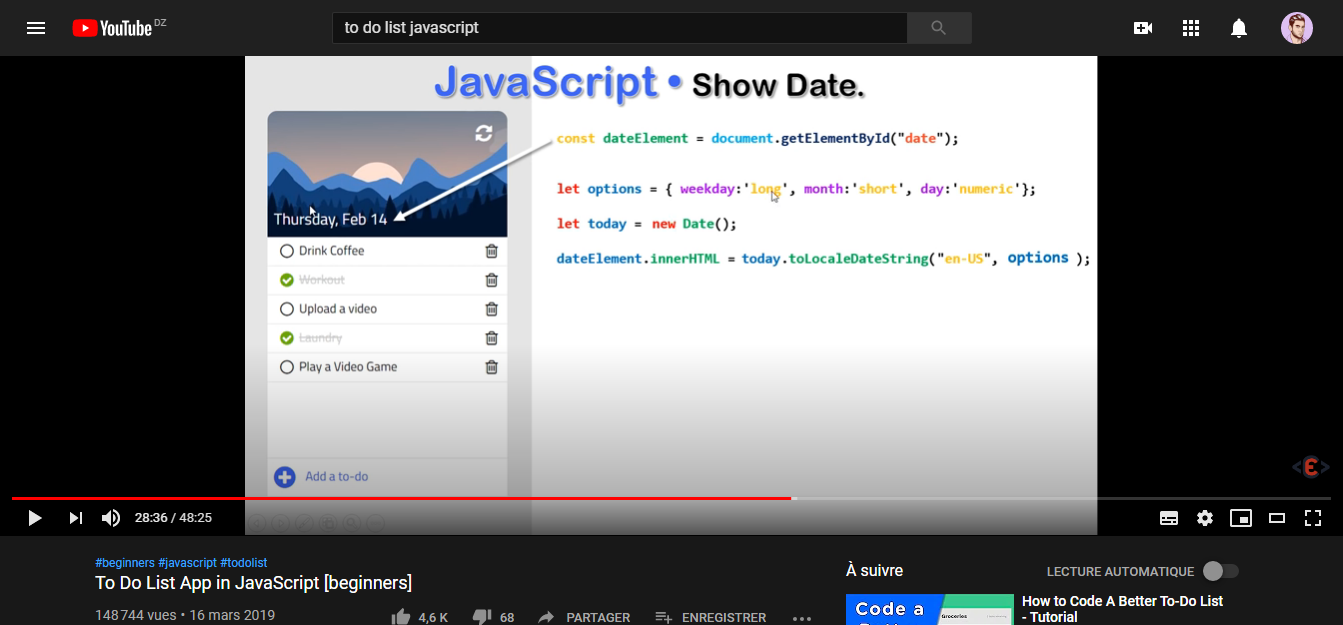 YouTube DZ
to do list javascript
JavaScript • Show Date.
const dateElement = document.getElementById("date");
let options = { weekday:'long', month:'short', day:'numeric'};
let today = new Date();
dateElement.innerHTML = today.toLocaleDateString("en-US", options );
Thursday, Feb 14
Drink Coffee
Workout
Upload a video
Laundry
Play a Video Game
Add a to-do
<E>
28:36 / 48:25
#beginners #javascript #todolist
To Do List App in JavaScript [beginners]
148 744 vues • 16 mars 2019
4,6 K
68
PARTAGER
ENREGISTRER
À suivre
LECTURE AUTOMATIQUE
Code a
Groceries
How to Code A Better To-Do List
- Tutorial